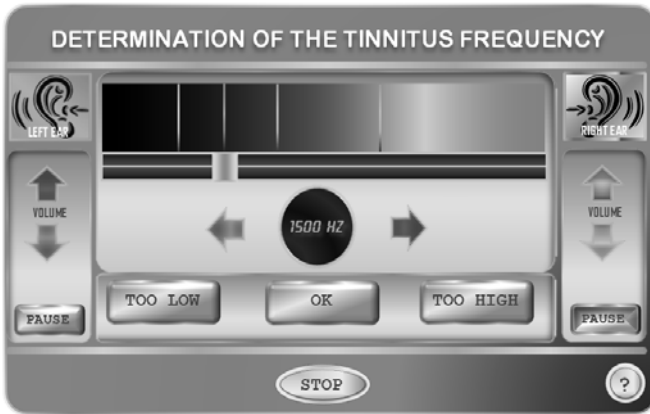 DETERMINATION OF THE TINNITUS FREQUENCY
LEFT EAR
RIGHT EAR
VOLUME
1500 HZ
VOLUME
TOO LOW
OK
TOO HIGH
PAUSE
PAUSE
STOP
?